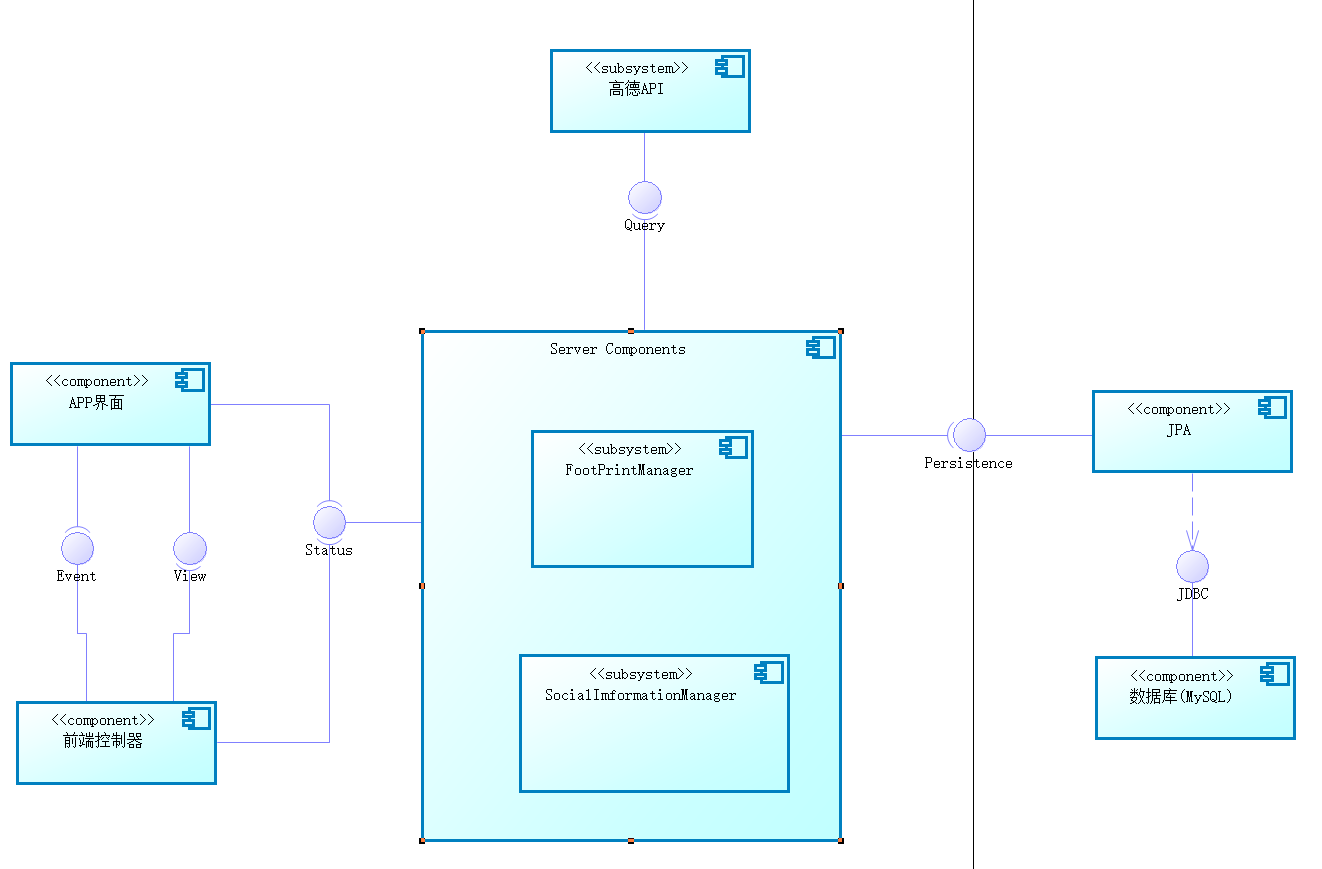 <<subsystem>>
高德API
Query
Server Components
<<component>>
APP界面
<<subsystem>>
FootPrintManager
<<component>>
JPA
Persistence
Status
Event
View
JDBC
<<subsystem>>
SocialImformationManager
<<component>>
数据库(MySQL)
<<component>>
前端控制器